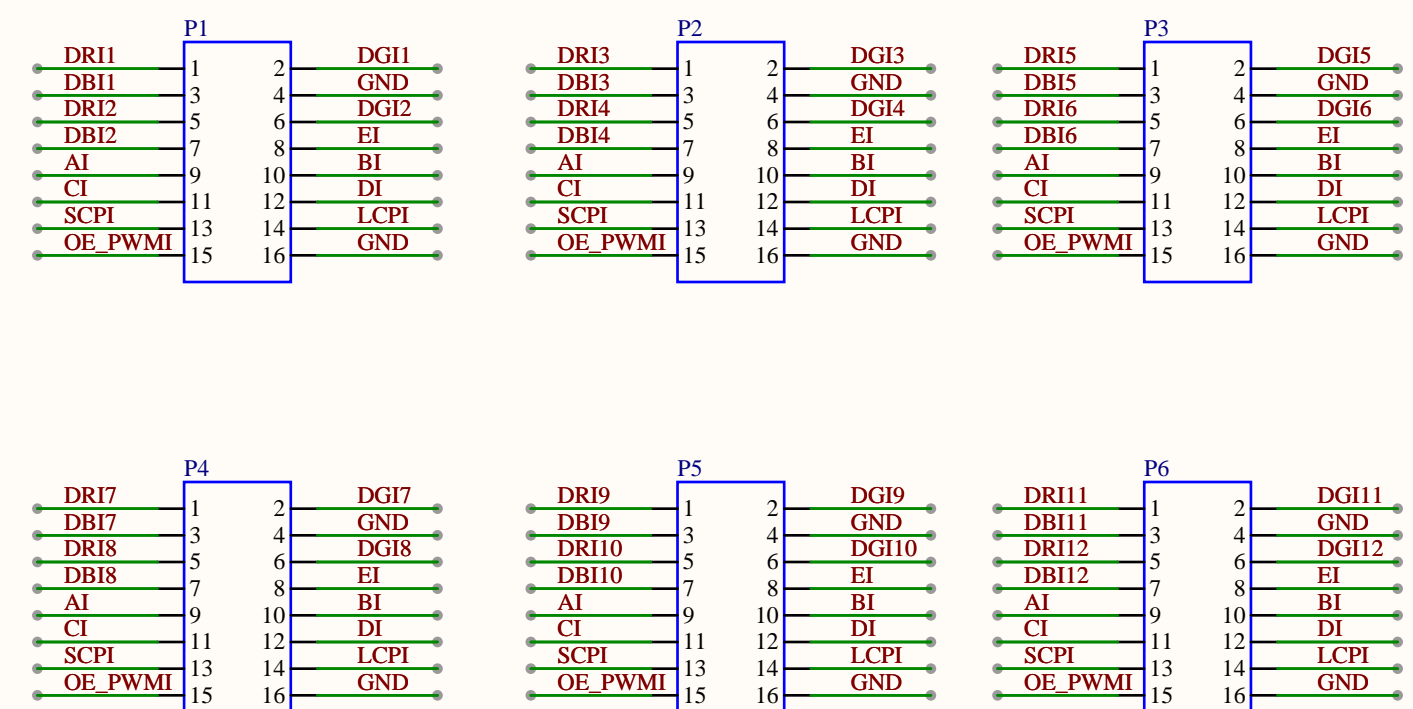 P1 P2 P3
DRI1 1 2 DGI1 DRI3 1 2 DGI3 DRI5 1 2 DGI5
DBI1 3 4 GND DBI3 3 4 GND DBI5 3 4 GND
DRI2 5 6 DGI2 DRI4 5 6 DGI4 DRI6 5 6 DGI6
DBI2 7 8 EI DBI4 7 8 EI DBI6 7 8 EI
AI 9 10 BI AI 9 10 BI AI 9 10 BI
CI 11 12 DI CI 11 12 DI CI 11 12 DI
SCPI 13 14 LCPI SCPI 13 14 LCPI SCPI 13 14 LCPI
OE_PWMI 15 16 GND OE_PWMI 15 16 GND OE_PWMI 15 16 GND
P4 P5 P6
DRI7 1 2 DGI7 DRI9 1 2 DGI9 DRI11 1 2 DGI11
DBI7 3 4 GND DBI9 3 4 GND DBI11 3 4 GND
DRI8 5 6 DGI8 DRI10 5 6 DGI10 DRI12 5 6 DGI12
DBI8 7 8 EI DBI10 7 8 EI DBI12 7 8 EI
AI 9 10 BI AI 9 10 BI AI 9 10 BI
CI 11 12 DI CI 11 12 DI CI 11 12 DI
SCPI 13 14 LCPI SCPI 13 14 LCPI SCPI 13 14 LCPI
OE_PWMI 15 16 GND OE_PWMI 15 16 GND OE_PWMI 15 16 GND